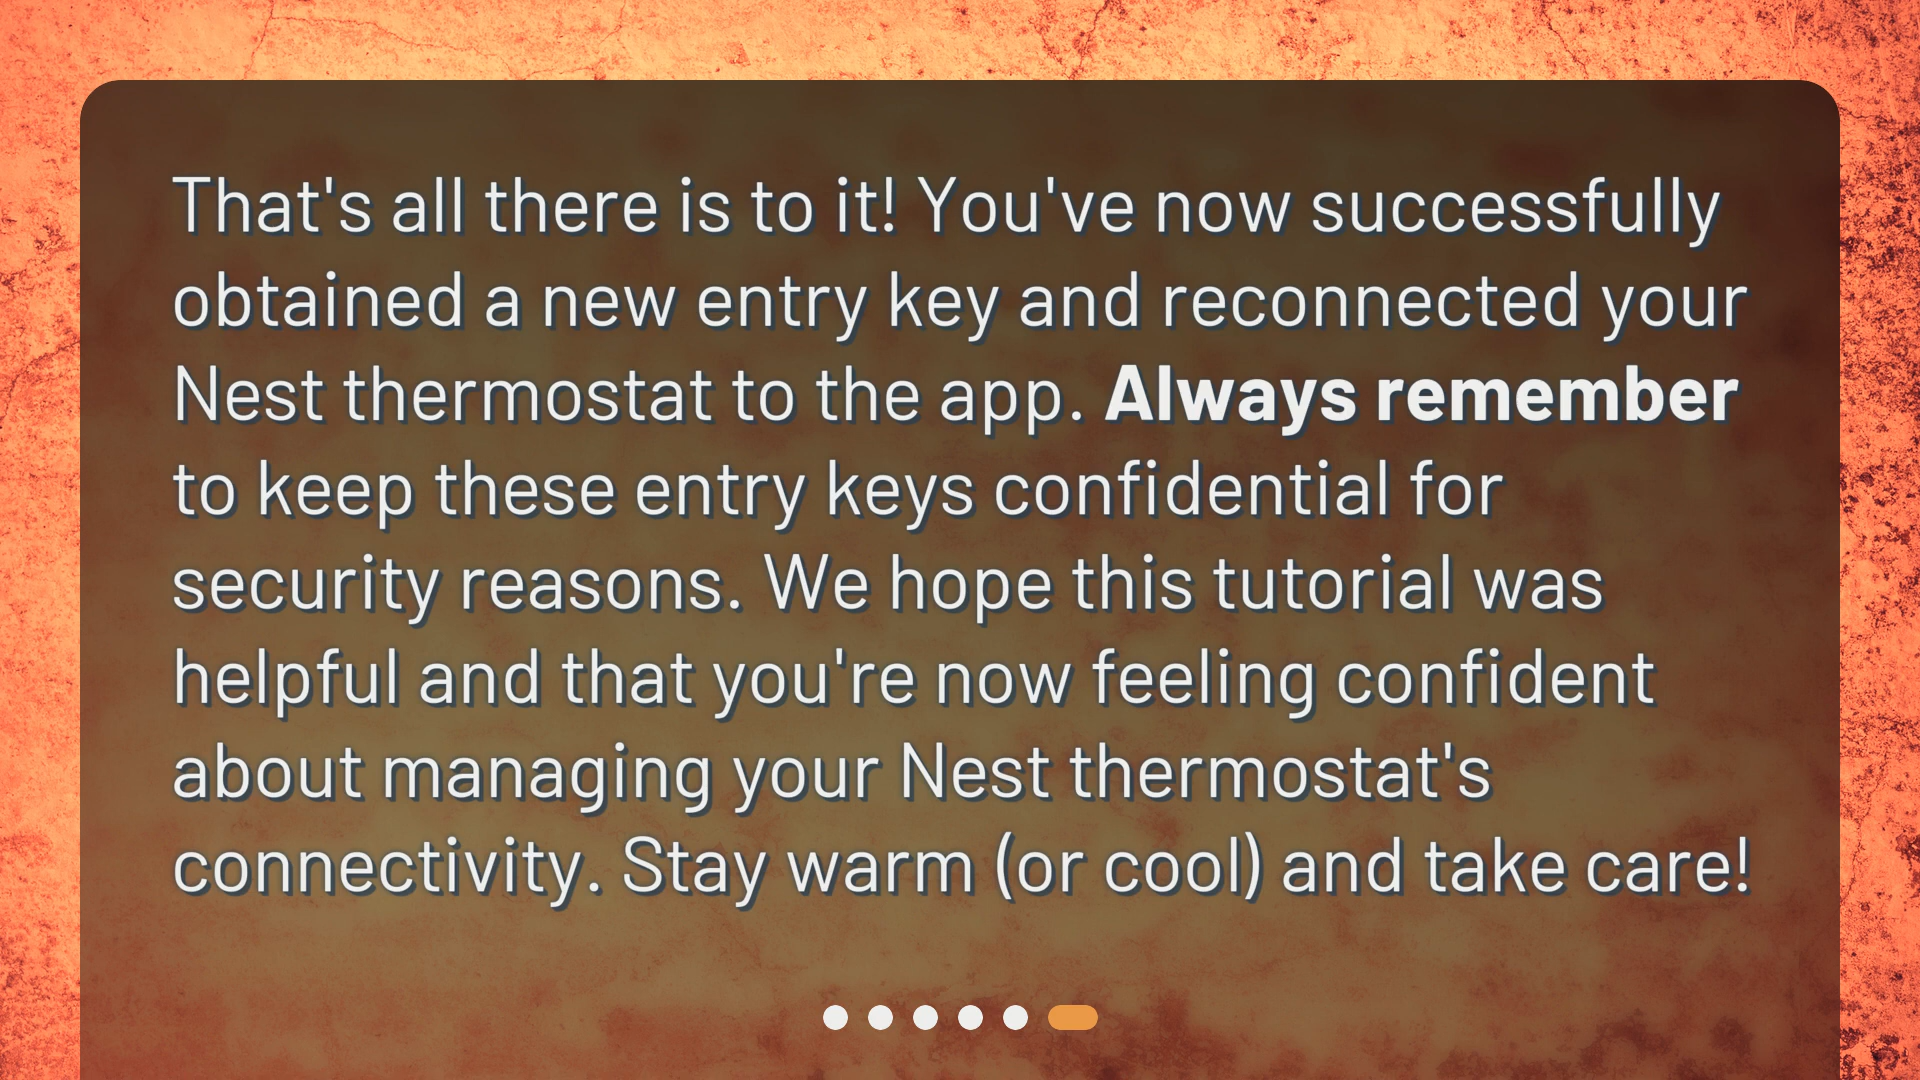 That's all there is to it! You've now successfully
obtained a new entry key and reconnected your
Nest thermostat to the app. Always remember
to keep these entry keys confidential for
security reasons. We hope this tutorial was
helpful and that you're now feeling confident
about managing your Nest thermostat's
connectivity. Stay warm (or cool) and take care!